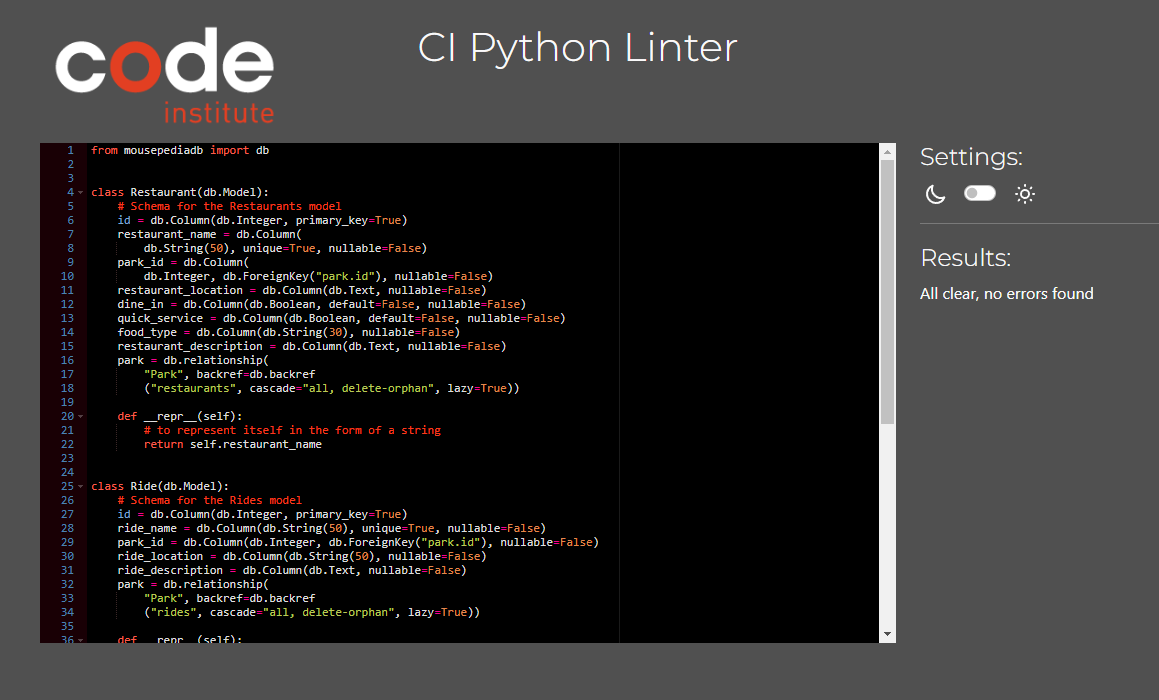 code
institute
CI Python Linter
1 from mousepediadb import db
2
3
4 class Restaurant(db.Model):
5     # Schema for the Restaurants model
6     id = db.Column(db.Integer, primary_key=True)
7     restaurant_name = db.Column(
8         db.String(50), unique=True, nullable=False)
9     park_id = db.Column(
10         db.Integer, db.ForeignKey("park.id"), nullable=False)
11     restaurant_location = db.Column(db.Text, nullable=False)
12     dine_in = db.Column(db.Boolean, default=False, nullable=False)
13     quick_service = db.Column(db.Boolean, default=False, nullable=False)
14     food_type = db.Column(db.String(30), nullable=False)
15     restaurant_description = db.Column(db.Text, nullable=False)
16     park = db.relationship(
17         "Park", backref=db.backref
18         ("restaurants", cascade="all, delete-orphan", lazy=True))
19
20     def __repr__(self):
21         # to represent itself in the form of a string
22         return self.restaurant_name
23
24
25 class Ride(db.Model):
26     # Schema for the Rides model
27     id = db.Column(db.Integer, primary_key=True)
28     ride_name = db.Column(db.String(50), unique=True, nullable=False)
29     park_id = db.Column(db.Integer, db.ForeignKey("park.id"), nullable=False)
30     ride_location = db.Column(db.String(50), nullable=False)
31     ride_description = db.Column(db.Text, nullable=False)
32     park = db.relationship(
33         "Park", backref=db.backref
34         ("rides", cascade="all, delete-orphan", lazy=True))
35
36     def __repr__(self):
Settings:
Results:
All clear, no errors found